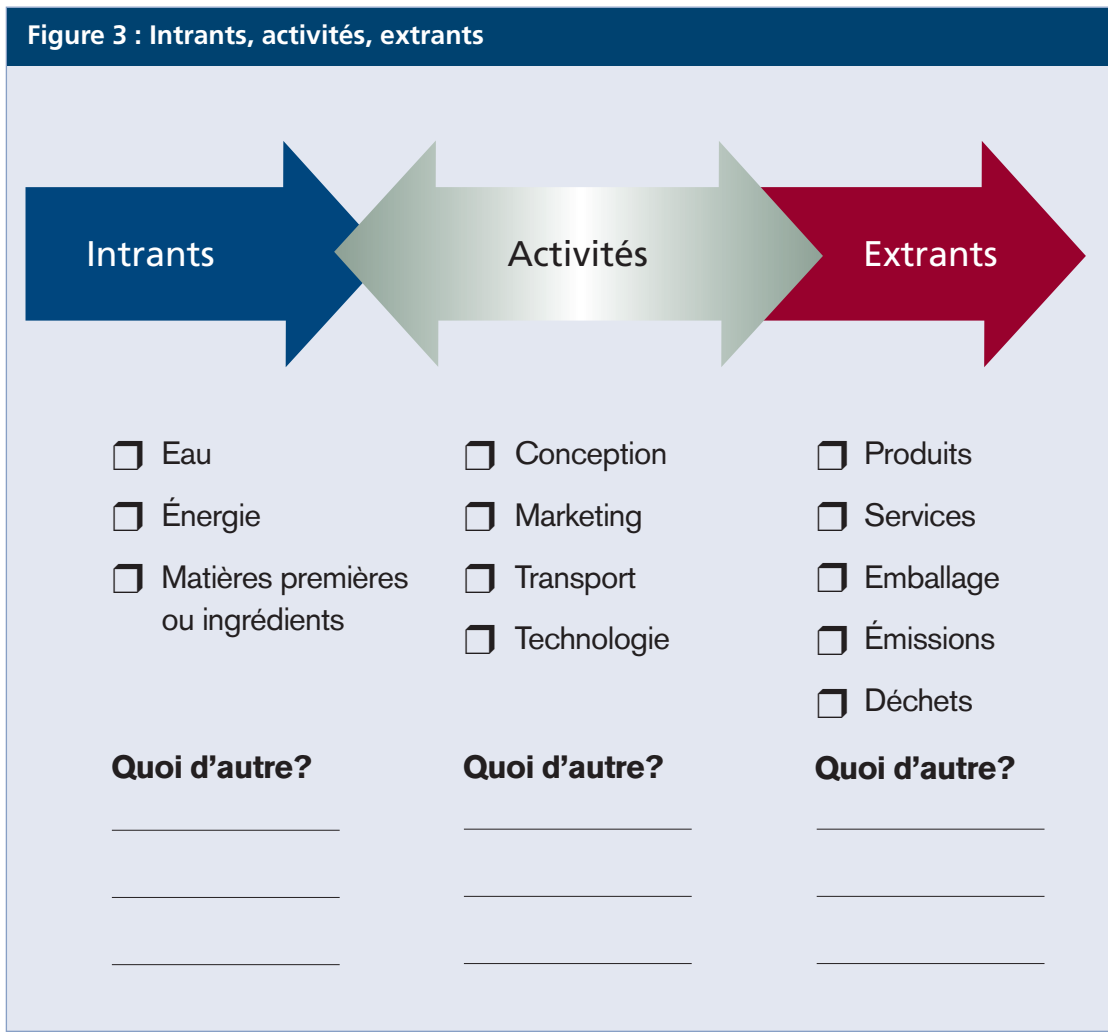 Figure 3 : Intrants, activités, extrants
Intrants
Activités
Extrants
Eau
Énergie
Matières premières
ou ingrédients
Quoi d'autre?
Conception
Marketing
Transport
Technologie
Quoi d'autre?
Produits
Services
Emballage
Émissions
Déchets
Quoi d'autre?